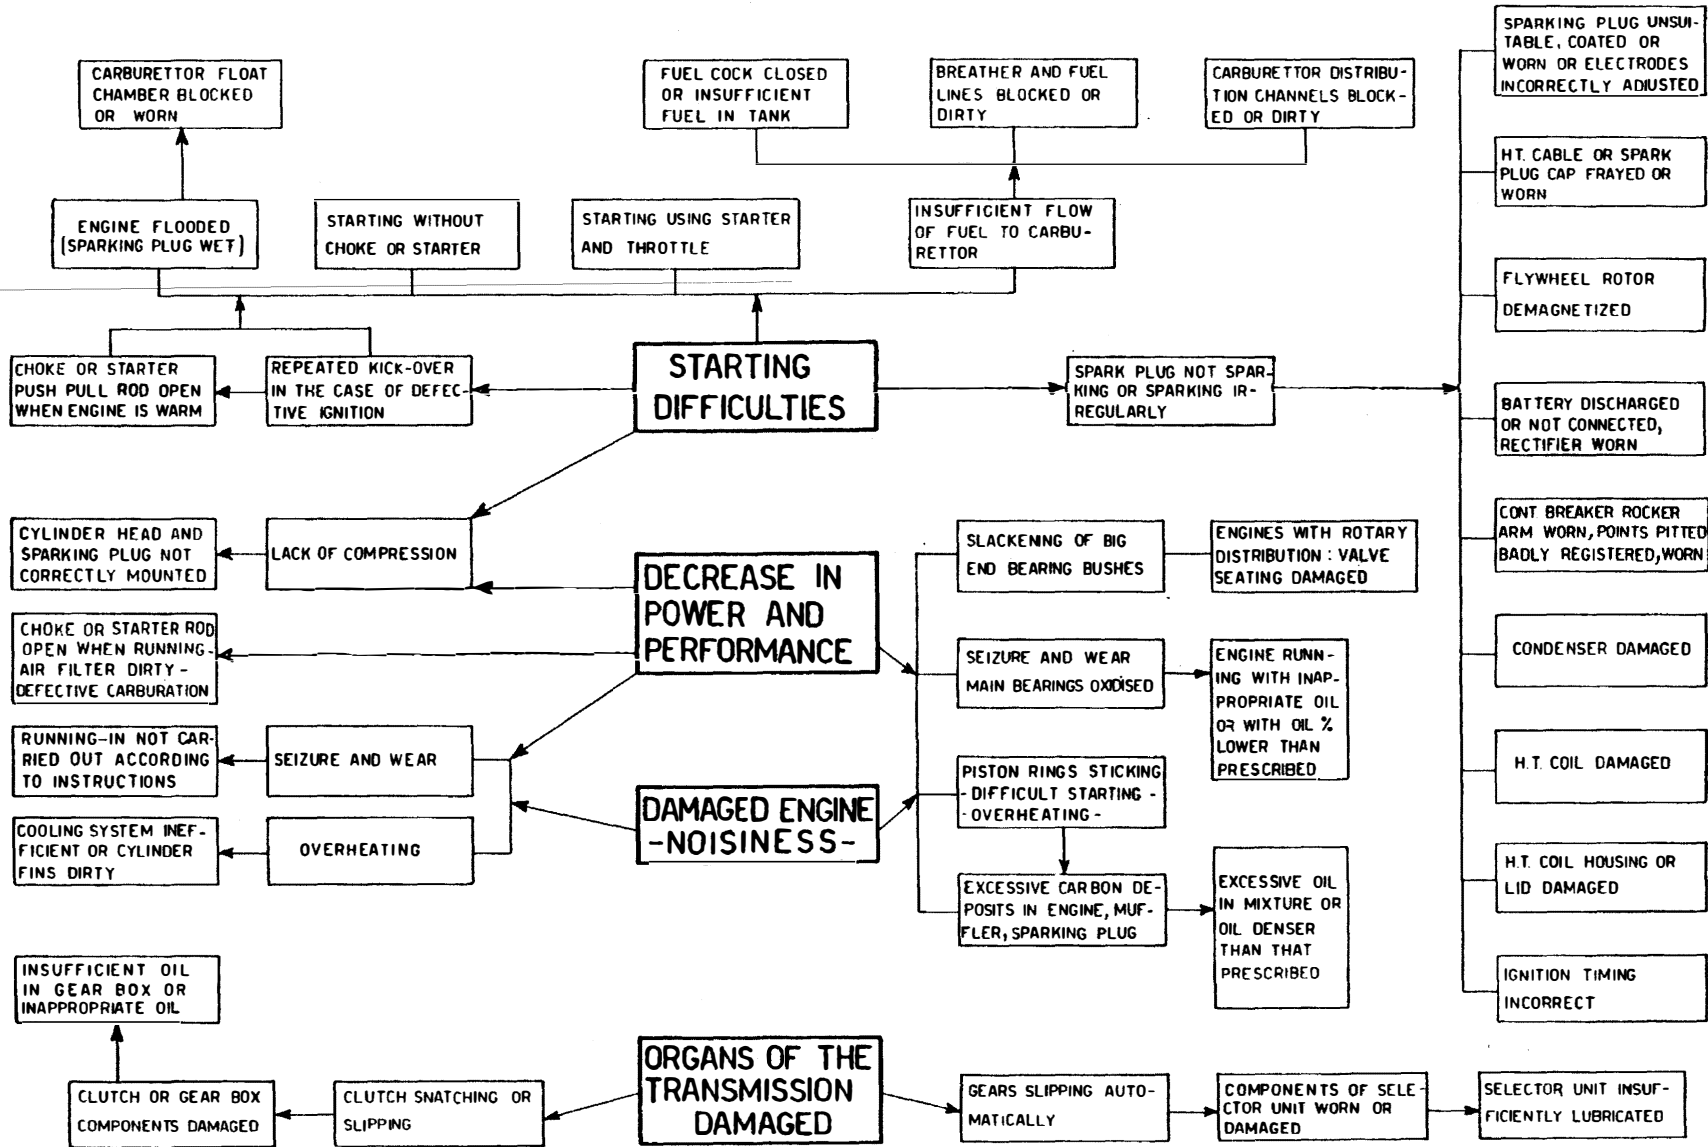 CARBURETTOR FLOAT
CHAMBER BLOCKED
OR WORN
FUEL COCK CLOSED
OR INSUFFICIENT
FUEL IN TANK
BREATHER AND FUEL
LINES BLOCKED OR
DIRTY
CARBURETTOR DISTRIBU-
TION CHANNELS BLOCK-
ED OR DIRTY
SPARKING PLUG UNSUI-
TABLE, COATED OR
WORN OR ELECTRODES
INCORRECTLY ADJUSTED
HT. CABLE OR SPARK
PLUG CAP FRAYED OR
WORN
ENGINE FLOODED
(SPARKING PLUG WET)
STARTING WITHOUT
CHOKE OR STARTER
STARTING USING STARTER
AND THROTTLE
INSUFFICIENT FLOW
OF FUEL TO CARBU-
RETTOR
FLYWHEEL ROTOR
DEMAGNETIZED
CHOKE OR STARTER
PUSH PULL ROD OPEN
WHEN ENGINE IS WARM
REPEATED KICK-OVER
IN THE CASE OF DEFEC-
TIVE IGNITION
STARTING
DIFFICULTIES
SPARK PLUG NOT SPAR-
KING OR SPARKING IR-
REGULARLY
BATTERY DISCHARGED
OR NOT CONNECTED,
RECTIFIER WORN
CYLINDER HEAD AND
SPARKING PLUG NOT
CORRECTLY MOUNTED
LACK OF COMPRESSION
DECREASE IN
POWER AND
PERFORMANCE
SLACKENING OF BIG
END BEARING BUSHES
ENGINES WITH ROTARY
DISTRIBUTION : VALVE
SEATING DAMAGED
CONT BREAKER ROCKER
ARM WORN, POINTS PITTED
BADLY REGISTERED, WORN
CHOKE OR STARTER ROD
OPEN WHEN RUNNING-
AIR FILTER DIRTY -
DEFECTIVE CARBURATION
SEIZURE AND WEAR
MAIN BEARINGS OXIDISED
ENGINE RUNN-
ING WITH INAP-
PROPRIATE OIL
OR WITH OIL %
LOWER THAN
PRESCRIBED
CONDENSER DAMAGED
RUNNING-IN NOT CAR-
RIED OUT ACCORDING
TO INSTRUCTIONS
SEIZURE AND WEAR
DAMAGED ENGINE
-NOISINESS-
PISTON RINGS STICKING
-DIFFICULT STARTING -
-OVERHEATING-
H.T. COIL DAMAGED
COOLING SYSTEM INEF-
FICIENT OR CYLINDER
FINS DIRTY
OVERHEATING
EXCESSIVE CARBON DE-
POSITS IN ENGINE, MUF-
FLER, SPARKING PLUG
EXCESSIVE OIL
IN MIXTURE OR
OIL DENSER
THAN THAT
PRESCRIBED
H.T. COIL HOUSING OR
LID DAMAGED
INSUFFICIENT OIL
IN GEAR BOX OR
INAPPROPRIATE OIL
IGNITION TIMING
INCORRECT
CLUTCH OR GEAR BOX
COMPONENTS DAMAGED
CLUTCH SNATCHING OR
SLIPPING
ORGANS OF THE
TRANSMISSION
DAMAGED
GEARS SLIPPING AUTO-
MATICALLY
COMPONENTS OF SELE-
CTOR UNIT WORN OR
DAMAGED
SELECTOR UNIT INSUF-
FICIENTLY LUBRICATED